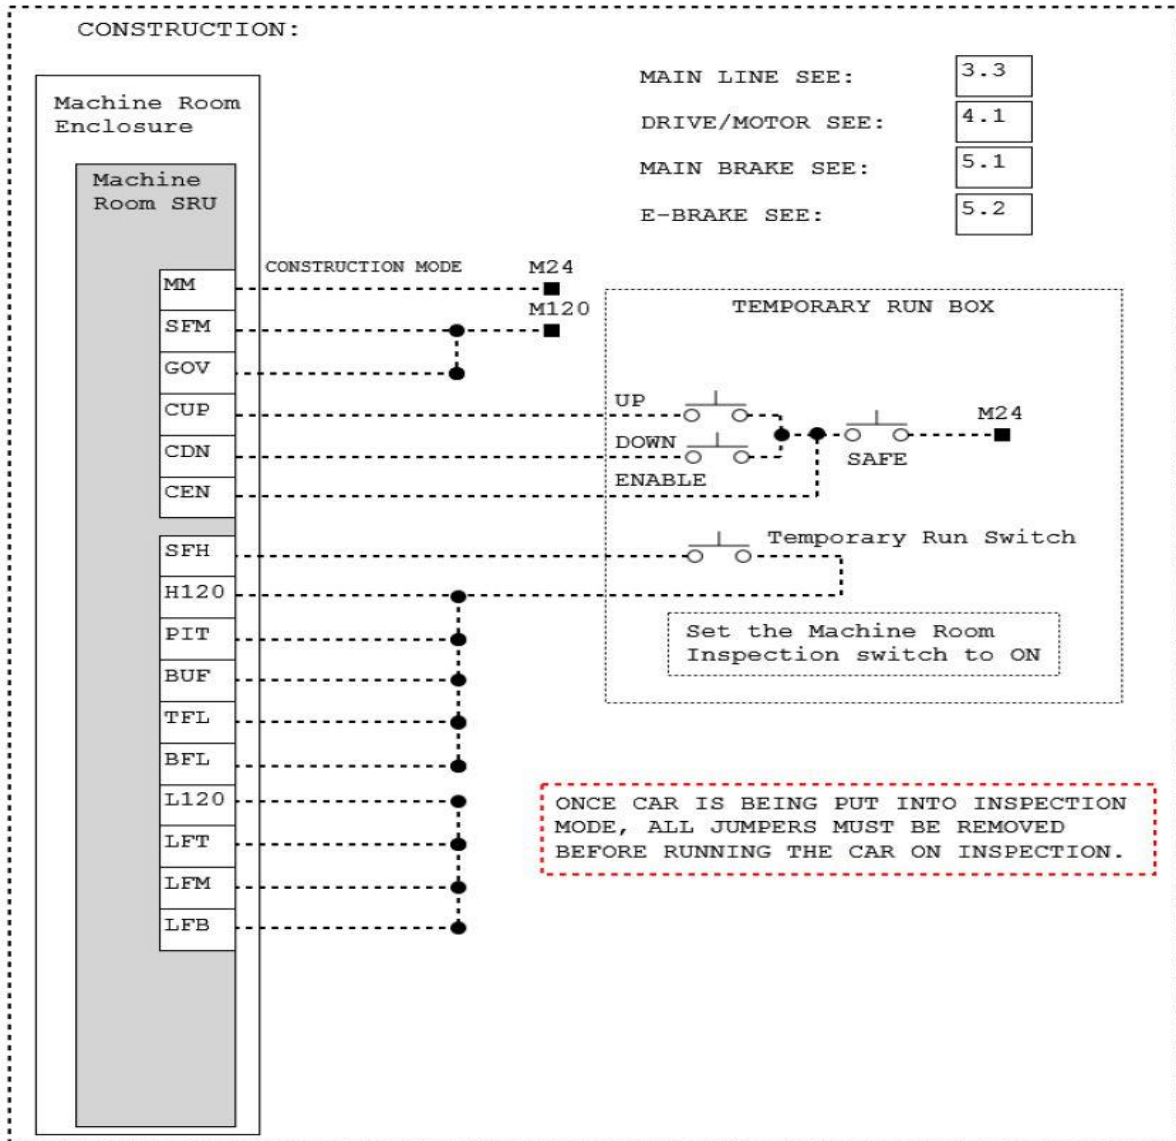 CONSTRUCTION:
MAIN LINE SEE: 3.3
DRIVE/MOTOR SEE: 4.1
MAIN BRAKE SEE: 5.1
E-BRAKE SEE: 5.2
Machine Room
Enclosure
Machine
Room SRU
MM
CONSTRUCTION MODE
M24
SFM
M120
GOV
CUP
CDN
CEN
SFH
H120
PIT
BUF
TFL
BFL
L120
LFT
LFM
LFB
TEMPORARY RUN BOX
UP
DOWN
ENABLE
SAFE
M24
Temporary Run Switch
Set the Machine Room
Inspection switch to ON
ONCE CAR IS BEING PUT INTO INSPECTION
MODE, ALL JUMPERS MUST BE REMOVED
BEFORE RUNNING THE CAR ON INSPECTION.